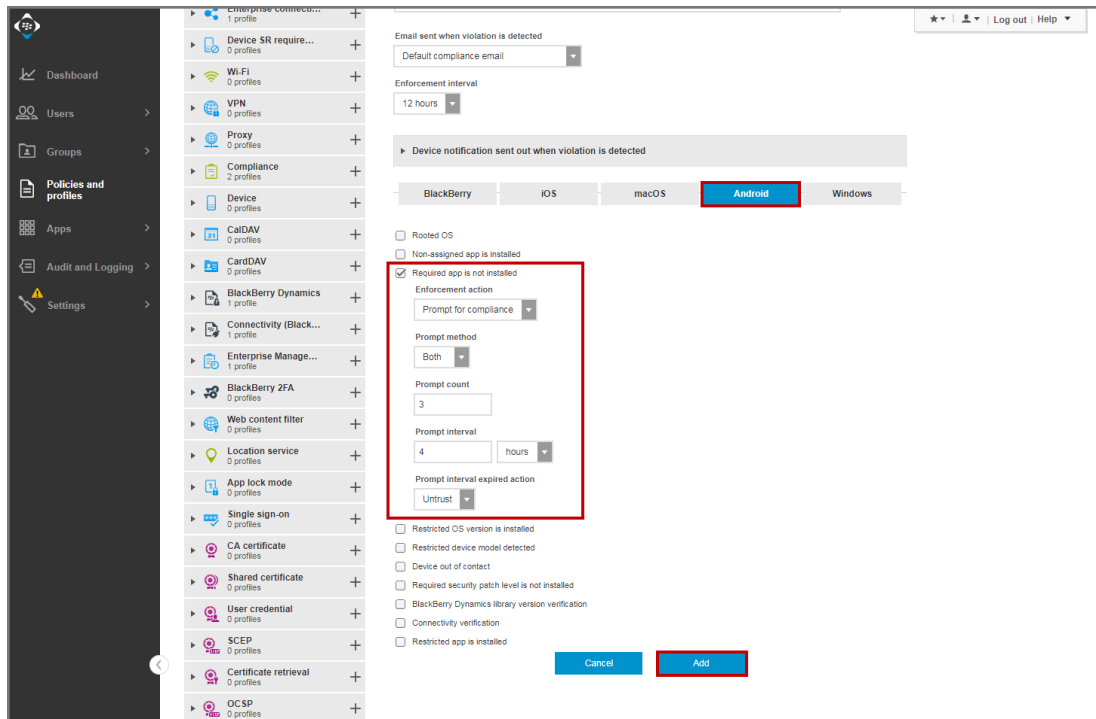 Log out
Help
Dashboard
Users
Groups
Policies and
profiles
Apps
Audit and Logging
Settings
Enterprise connecti...
1 profile
Device SR require...
0 profiles
Wi-Fi
0 profiles
VPN
0 profiles
Proxy
0 profiles
Compliance
2 profiles
Device
0 profiles
31
CalDAV
0 profiles
CardDAV
0 profiles
BlackBerry Dynamics
1 profile
Connectivity (Black...
1 profile
Enterprise Manage...
1 profile
BlackBerry 2FA
0 profiles
Web content filter
0 profiles
Location service
0 profiles
App lock mode
0 profiles
Single sign-on
0 profiles
CA certificate
0 profiles
Shared certificate
0 profiles
User credential
0 profiles
SCEP
0 profiles
Certificate retrieval
0 profiles
OCSP
0 profiles
Email sent when violation is detected
Default compliance email
Enforcement interval
12 hours
Device notification sent out when violation is detected
BlackBerry iOS macOS Android Windows
Rooted OS
Non-assigned app is installed
Required app is not installed
Enforcement action
Prompt for compliance
Prompt method
Both
Prompt count
3
Prompt interval
4 hours
Prompt interval expired action
Untrust
Restricted OS version is installed
Restricted device model detected
Device out of contact
Required security patch level is not installed
BlackBerry Dynamics library version verification
Connectivity verification
Restricted app is installed
Cancel Add